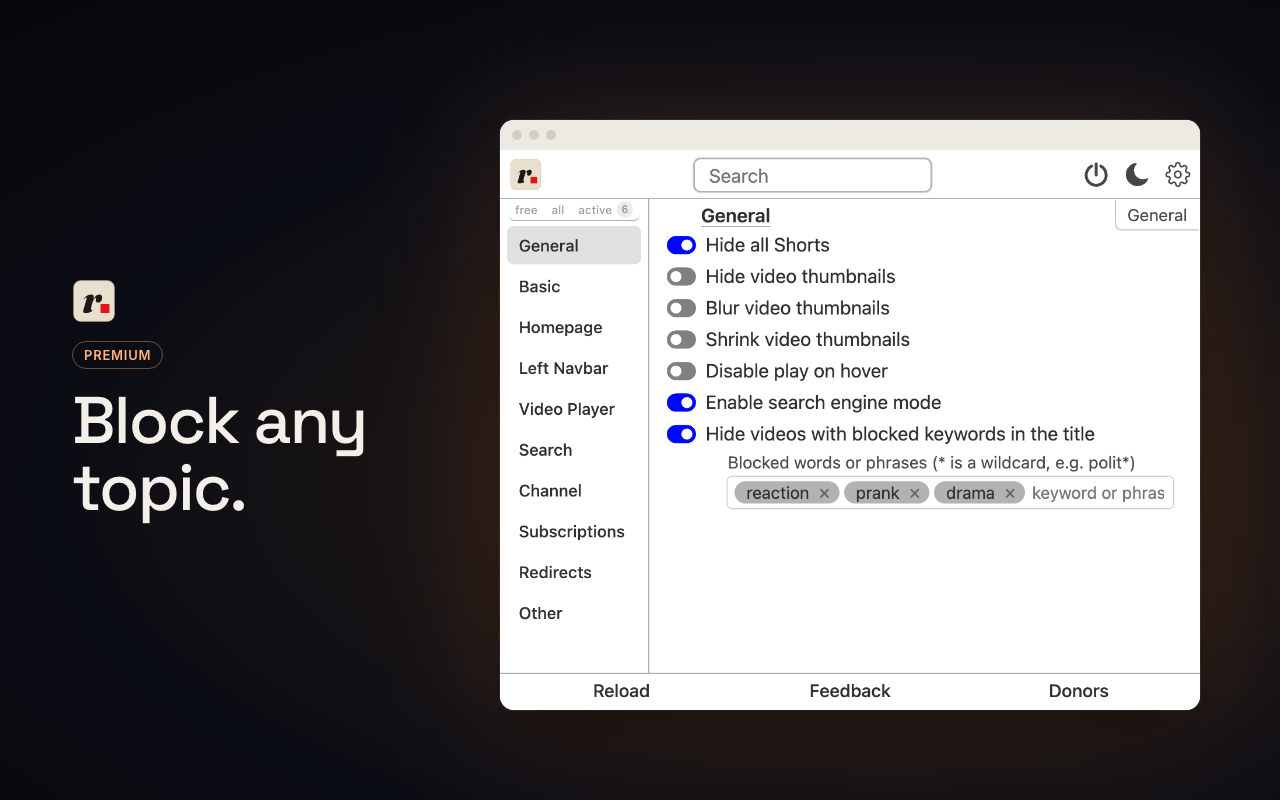 r.
PREMIUM
Block any
topic.
r.
Search
free all active 6
General
Basic
Homepage
Left Navbar
Video Player
Search
Channel
Subscriptions
Redirects
Other
General
General
Hide all Shorts
Hide video thumbnails
Blur video thumbnails
Shrink video thumbnails
Disable play on hover
Enable search engine mode
Hide videos with blocked keywords in the title
Blocked words or phrases (* is a wildcard, e.g. polit*)
reaction × prank × drama × keyword or phras
Reload Feedback Donors